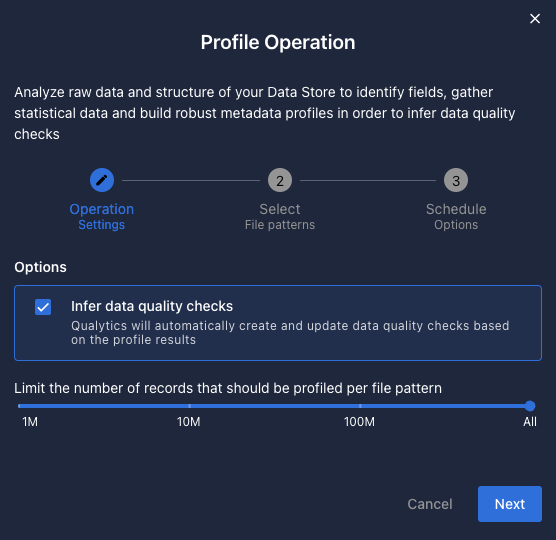 Profile Operation
Analyze raw data and structure of your Data Store to identify fields, gather
statistical data and build robust metadata profiles in order to infer data quality
checks
2
3
Operation
Select
Schedule
Settings
File patterns
Options
Options
Infer data quality checks
Qualytics will automatically create and update data quality checks based
on the profile results
Limit the number of records that should be profiled per file pattern
1M
10M
100M
All
Cancel
Next